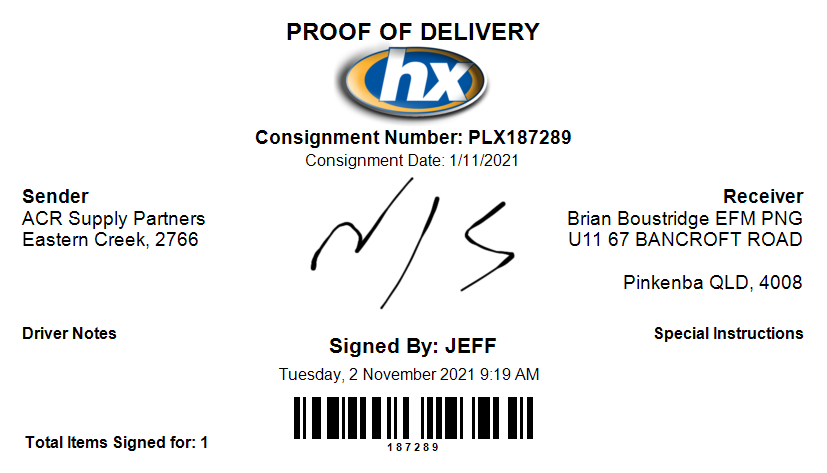 PROOF OF DELIVERY
hx
Consignment Number: PLX187289
Consignment Date: 1/11/2021
Sender
ACR Supply Partners
Eastern Creek, 2766
N/S
Receiver
Brian Boustridge EFM PNG
U11 67 BANCROFT ROAD
Pinkenba QLD, 4008
Driver Notes
Special Instructions
Signed By: JEFF
Tuesday, 2 November 2021 9:19 AM
187289
Total Items Signed for: 1